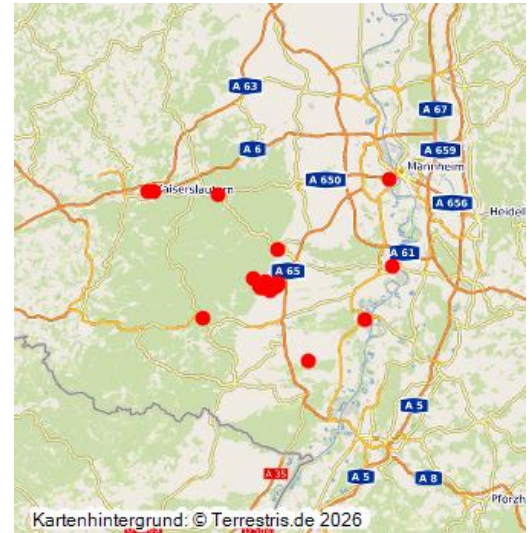 A 63
A 67
A 6
A 659
Mannheim
A 650
Kaiserslautern
A 656
Heidel
A 61
A 65
A 5
A 35
A 5
A 8
Pforzh
Kartenhintergrund: © Terrestris.de 2026